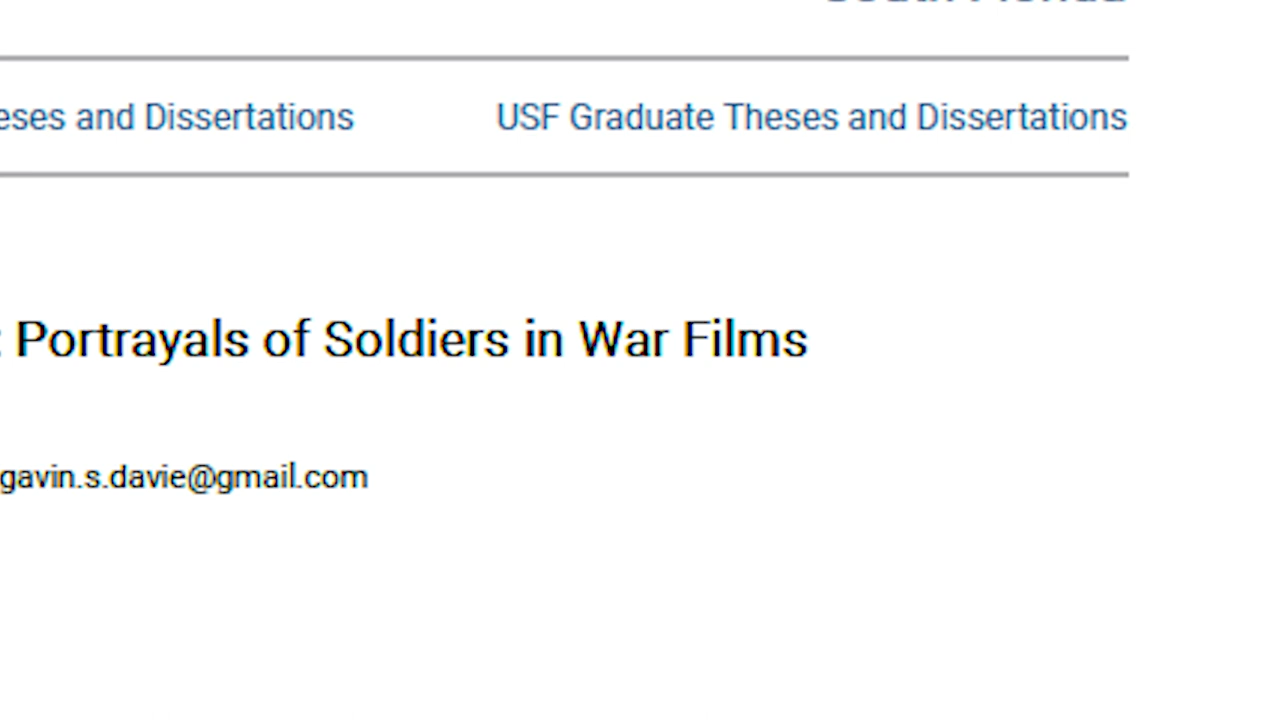 eses and Dissertations USF Graduate Theses and Dissertations
: Portrayals of Soldiers in War Films
gavin.s.davie@gmail.com